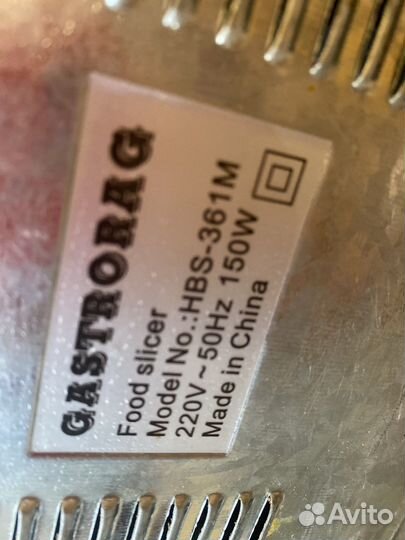 GASTRORAG
Food slicer
Model No.:HBS-361M
220V ~ 50Hz 150W
Made in China
Avito